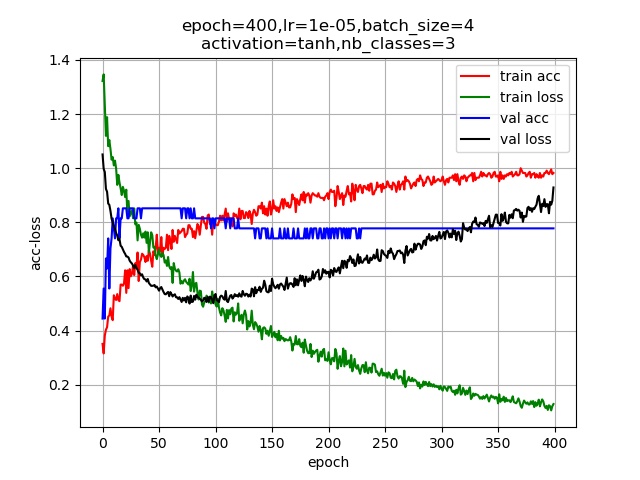 epoch=400,lr=1e-05,batch_size=4
activation=tanh,nb_classes=3
train acc
train loss
val acc
val loss
1.4
1.2
1.0
0.8
0.6
0.4
0.2
acc-loss
0 50 100 150 200 250 300 350 400
epoch